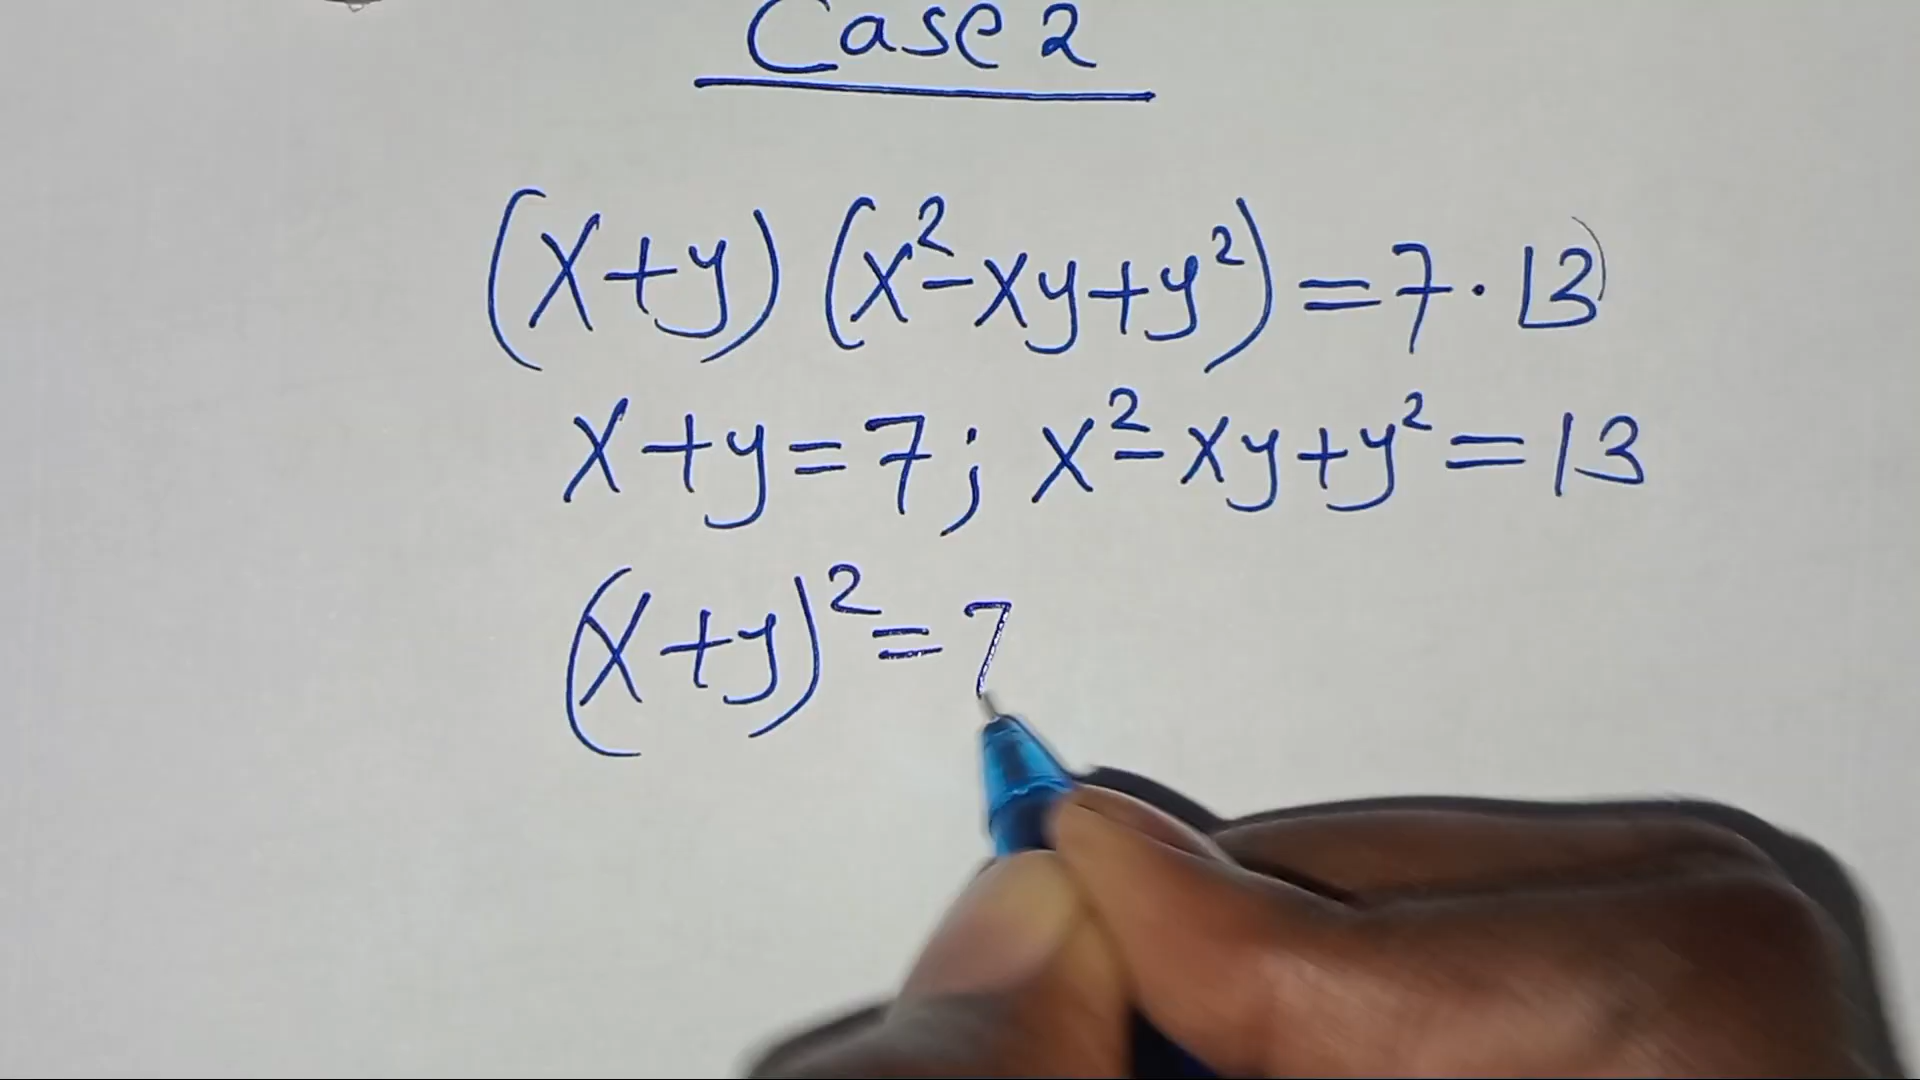 Case 2
(x+y) (x²-xy+y²) = 7 · 13
x+y = 7; x²-xy+y² = 13
(x+y)² = 7